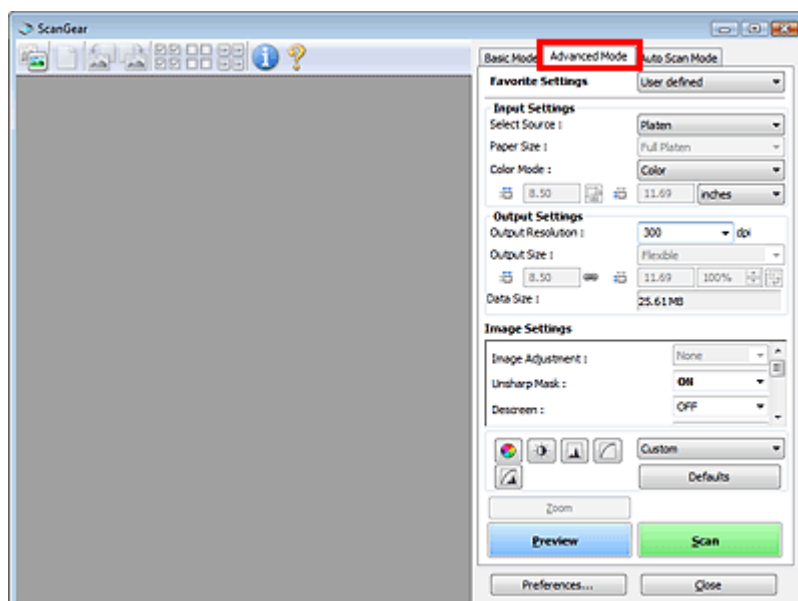 ScanGear
Basic Mode Advanced Mode Auto Scan Mode
Favorite Settings User defined
Input Settings
Select Source : Platen
Paper Size : Full Platen
Color Mode : Color
8.50 11.69 inches
Output Settings
Output Resolution : 300 dpi
Output Size : Flexible
8.50 11.69 100%
Data Size : 25.61 MB
Image Settings
Image Adjustment : None
Unsharp Mask : ON
Descreen : OFF
Custom
Defaults
Zoom
Preview Scan
Preferences... Close